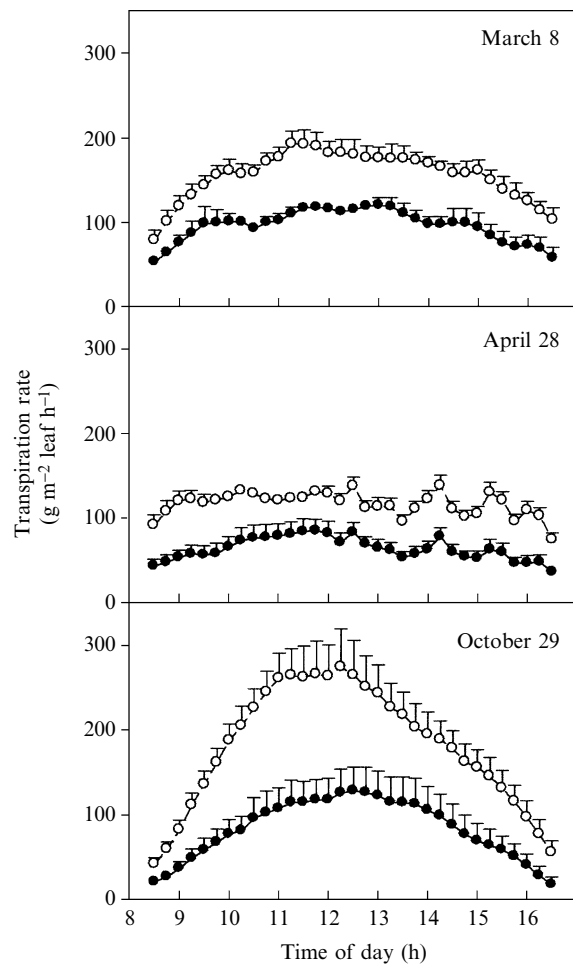 March 8
300
200
100
0
April 28
300
200
100
0
October 29
300
200
100
0
8 9 10 11 12 13 14 15 16
Time of day (h)
Transpiration rate
(g m⁻² leaf h⁻¹)